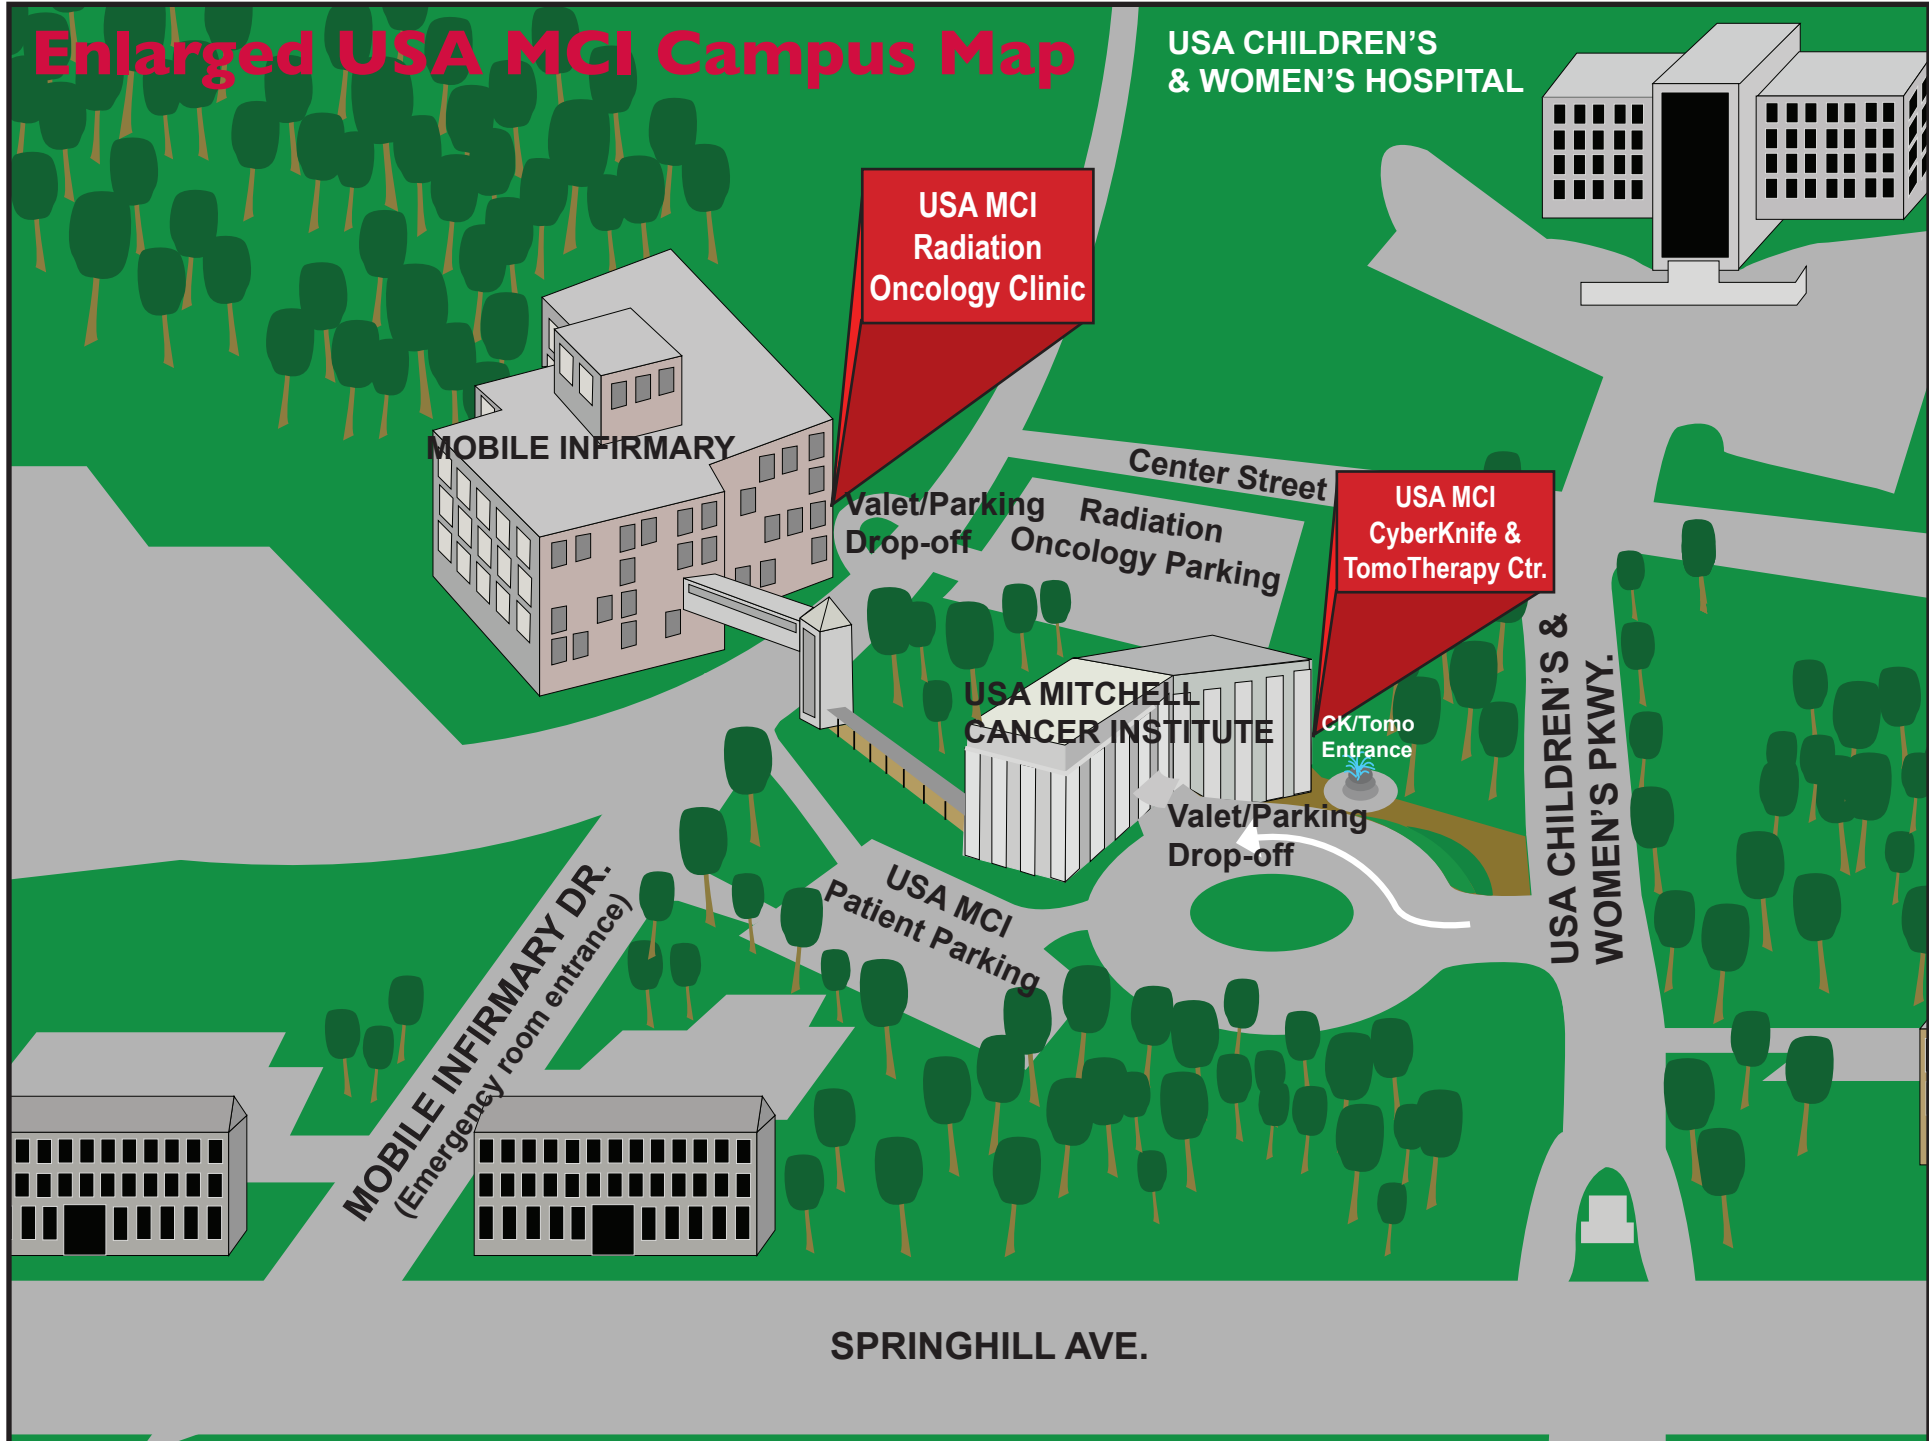 Enlarged USA MCI Campus Map
USA CHILDREN'S
& WOMEN'S HOSPITAL
USA MCI
Radiation
Oncology Clinic
MOBILE INFIRMARY
Center Street
Valet/Parking
Drop-off
Radiation
Oncology Parking
USA MCI
CyberKnife &
TomoTherapy Ctr.
USA MITCHELL
CANCER INSTITUTE
CK/Tomo
Entrance
Valet/Parking
Drop-off
USA CHILDREN'S &
WOMEN'S PKWY.
USA MCI
Patient Parking
MOBILE INFIRMARY DR.
(Emergency room entrance)
SPRINGHILL AVE.